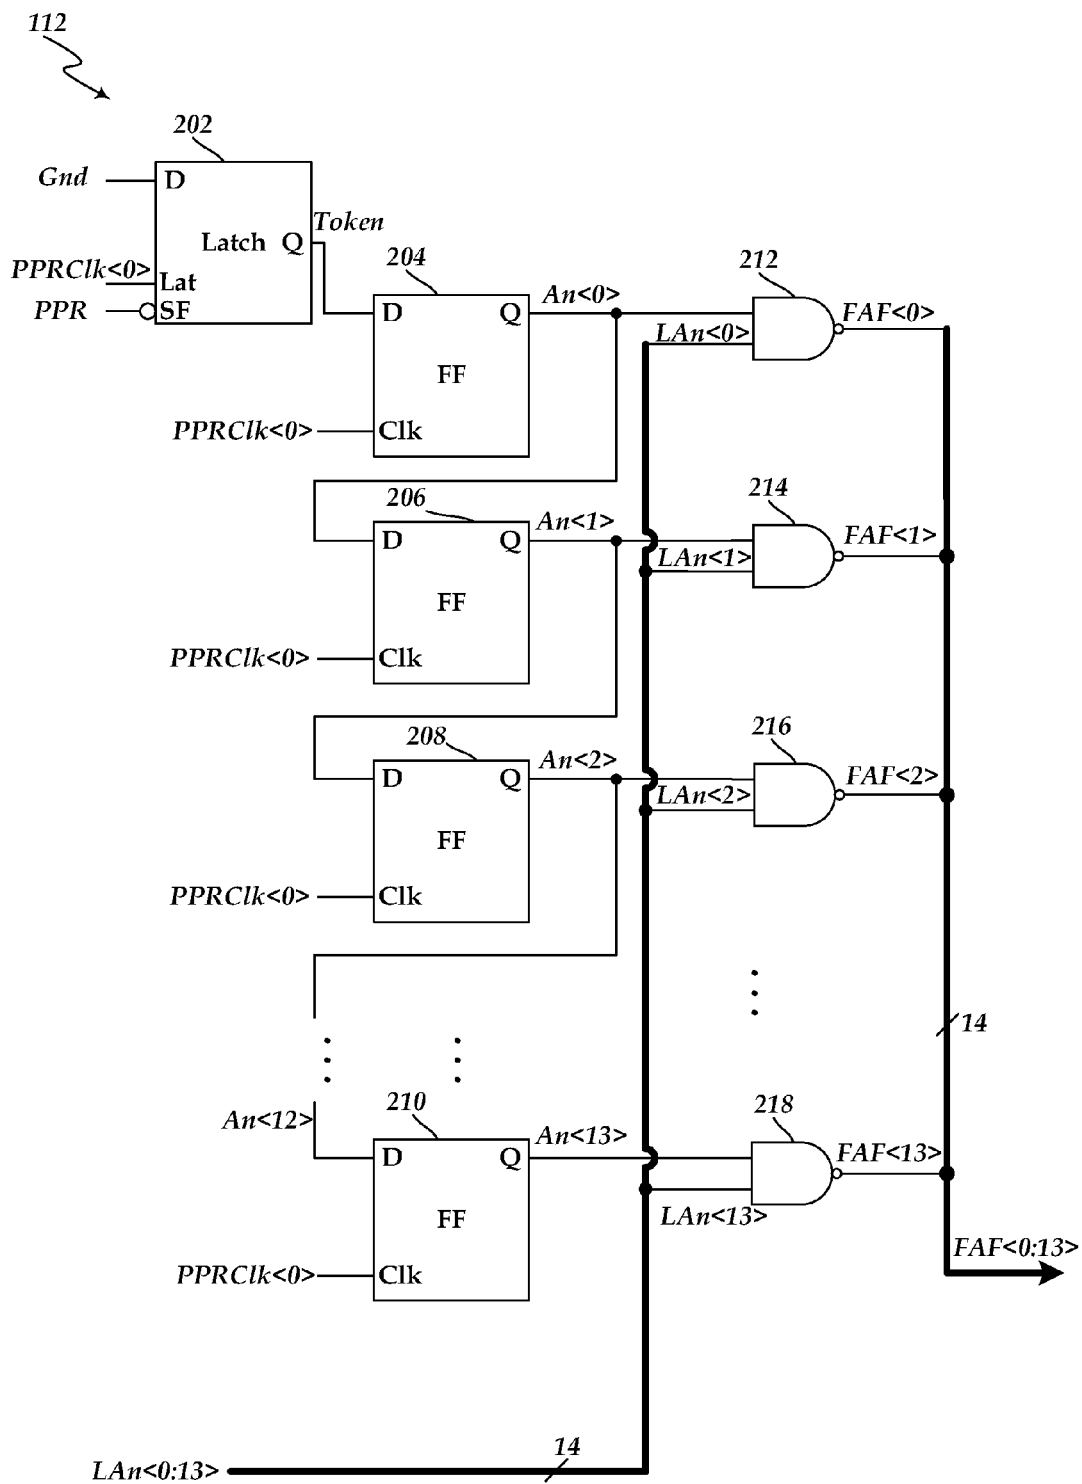 112
202
Gnd
D
Latch
Q
Token
PPRClk<0>
Lat
PPR
SF
204
D
Q
An<0>
FF
PPRClk<0>
Clk
212
LAn<0>
FAF<0>
206
D
Q
An<1>
FF
PPRClk<0>
Clk
214
LAn<1>
FAF<1>
208
D
Q
An<2>
FF
PPRClk<0>
Clk
216
LAn<2>
FAF<2>
14
An<12>
210
D
Q
An<13>
FF
PPRClk<0>
Clk
218
LAn<13>
FAF<13>
FAF<0:13>
14
LAn<0:13>